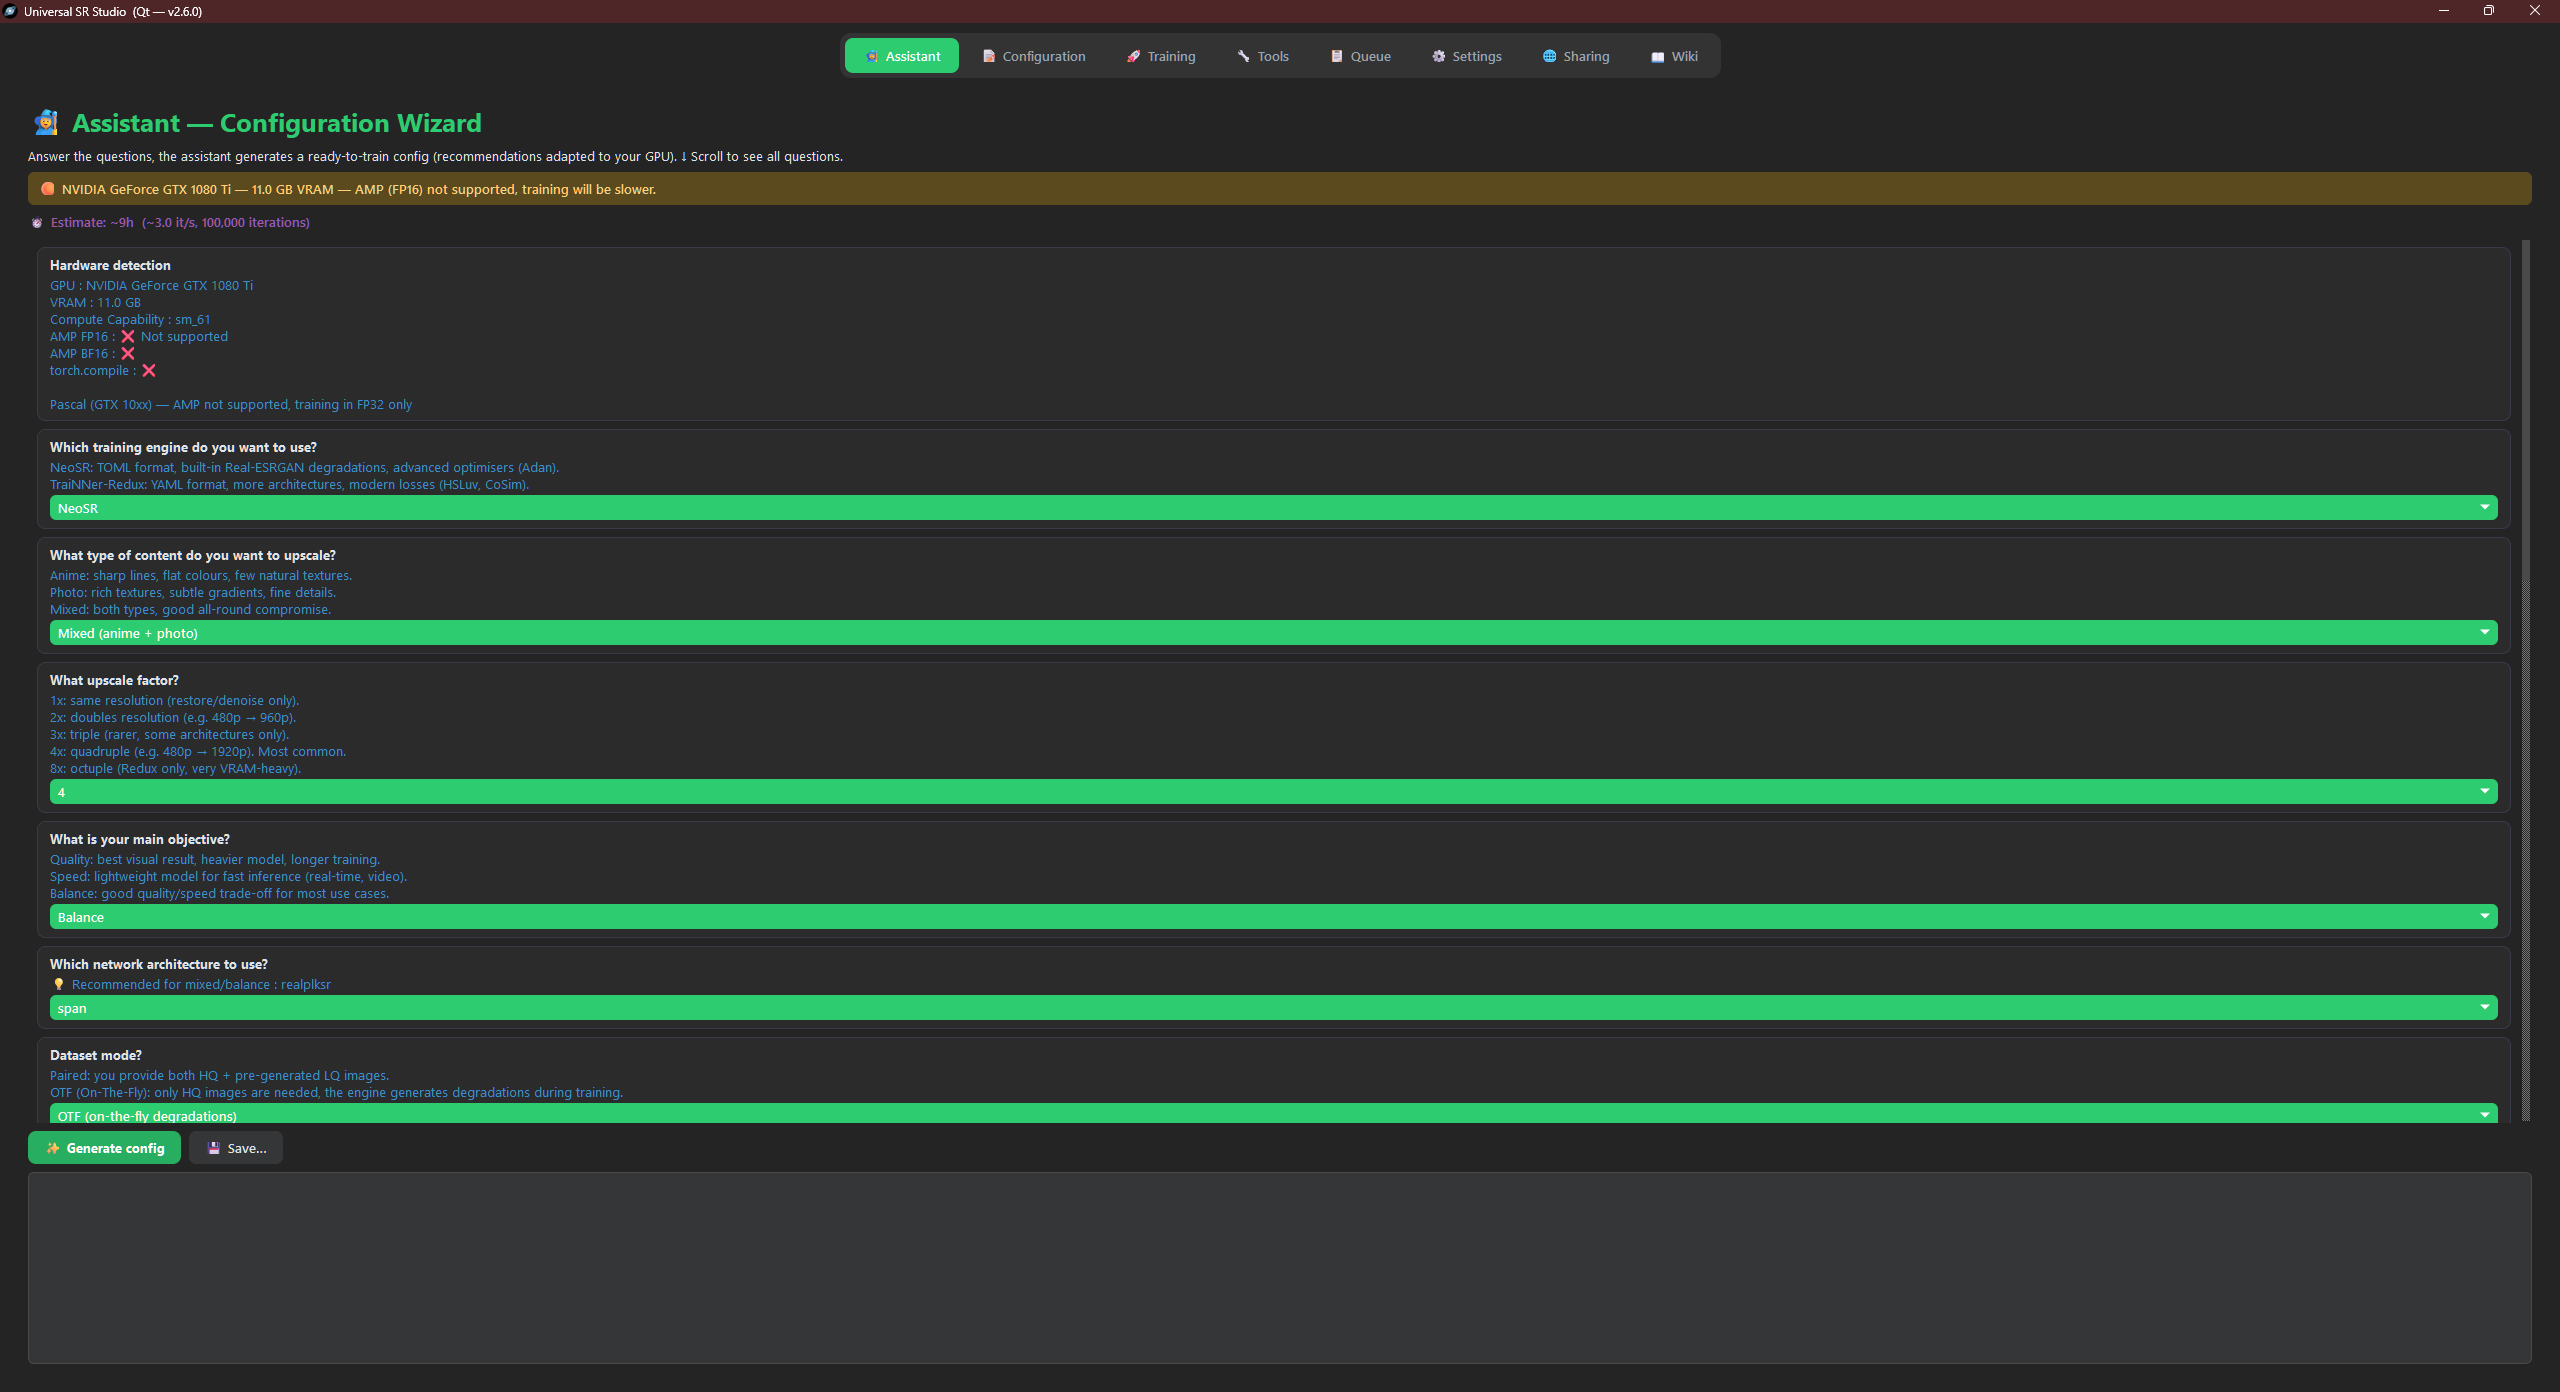 Universal SR Studio (Qt — v2.6.0)
Assistant
Configuration
Training
Tools
Queue
Settings
Sharing
Wiki
Assistant — Configuration Wizard
Answer the questions, the assistant generates a ready-to-train config (recommendations adapted to your GPU). ↓ Scroll to see all questions.
NVIDIA GeForce GTX 1080 Ti — 11.0 GB VRAM — AMP (FP16) not supported, training will be slower.
Estimate: ~9h (~3.0 it/s, 100,000 iterations)
Hardware detection
GPU : NVIDIA GeForce GTX 1080 Ti
VRAM : 11.0 GB
Compute Capability : sm_61
AMP FP16 : ❌ Not supported
AMP BF16 : ❌
torch.compile : ❌
Pascal (GTX 10xx) — AMP not supported, training in FP32 only
Which training engine do you want to use?
NeoSR: TOML format, built-in Real-ESRGAN degradations, advanced optimisers (Adan).
TraiNNer-Redux: YAML format, more architectures, modern losses (HSLuv, CoSim).
NeoSR
What type of content do you want to upscale?
Anime: sharp lines, flat colours, few natural textures.
Photo: rich textures, subtle gradients, fine details.
Mixed: both types, good all-round compromise.
Mixed (anime + photo)
What upscale factor?
1x: same resolution (restore/denoise only).
2x: doubles resolution (e.g. 480p → 960p).
3x: triple (rarer, some architectures only).
4x: quadruple (e.g. 480p → 1920p). Most common.
8x: octuple (Redux only, very VRAM-heavy).
4
What is your main objective?
Quality: best visual result, heavier model, longer training.
Speed: lightweight model for fast inference (real-time, video).
Balance: good quality/speed trade-off for most use cases.
Balance
Which network architecture to use?
💡 Recommended for mixed/balance : realplksr
span
Dataset mode?
Paired: you provide both HQ + pre-generated LQ images.
OTF (On-The-Fly): only HQ images are needed, the engine generates degradations during training.
OTF (on-the-fly degradations)
Generate config
Save...